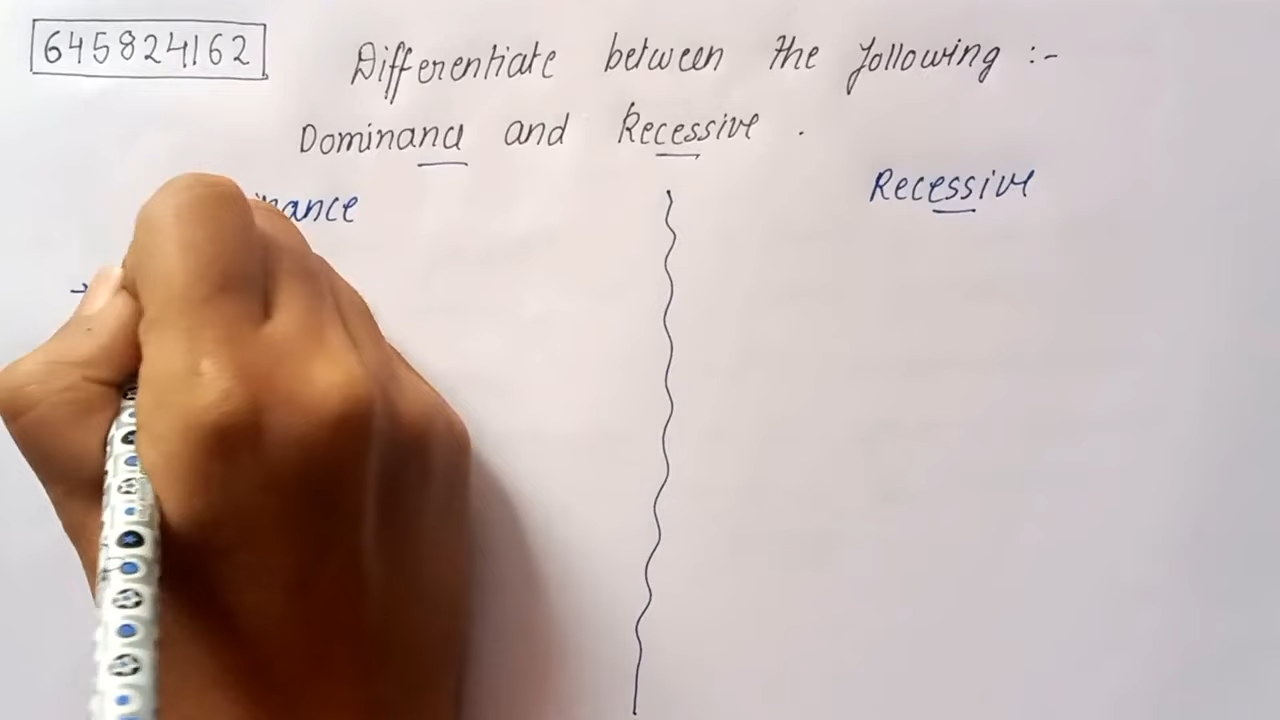 645824162
Differentiate between the following :-
Dominance and Recessive .
Recessive
→